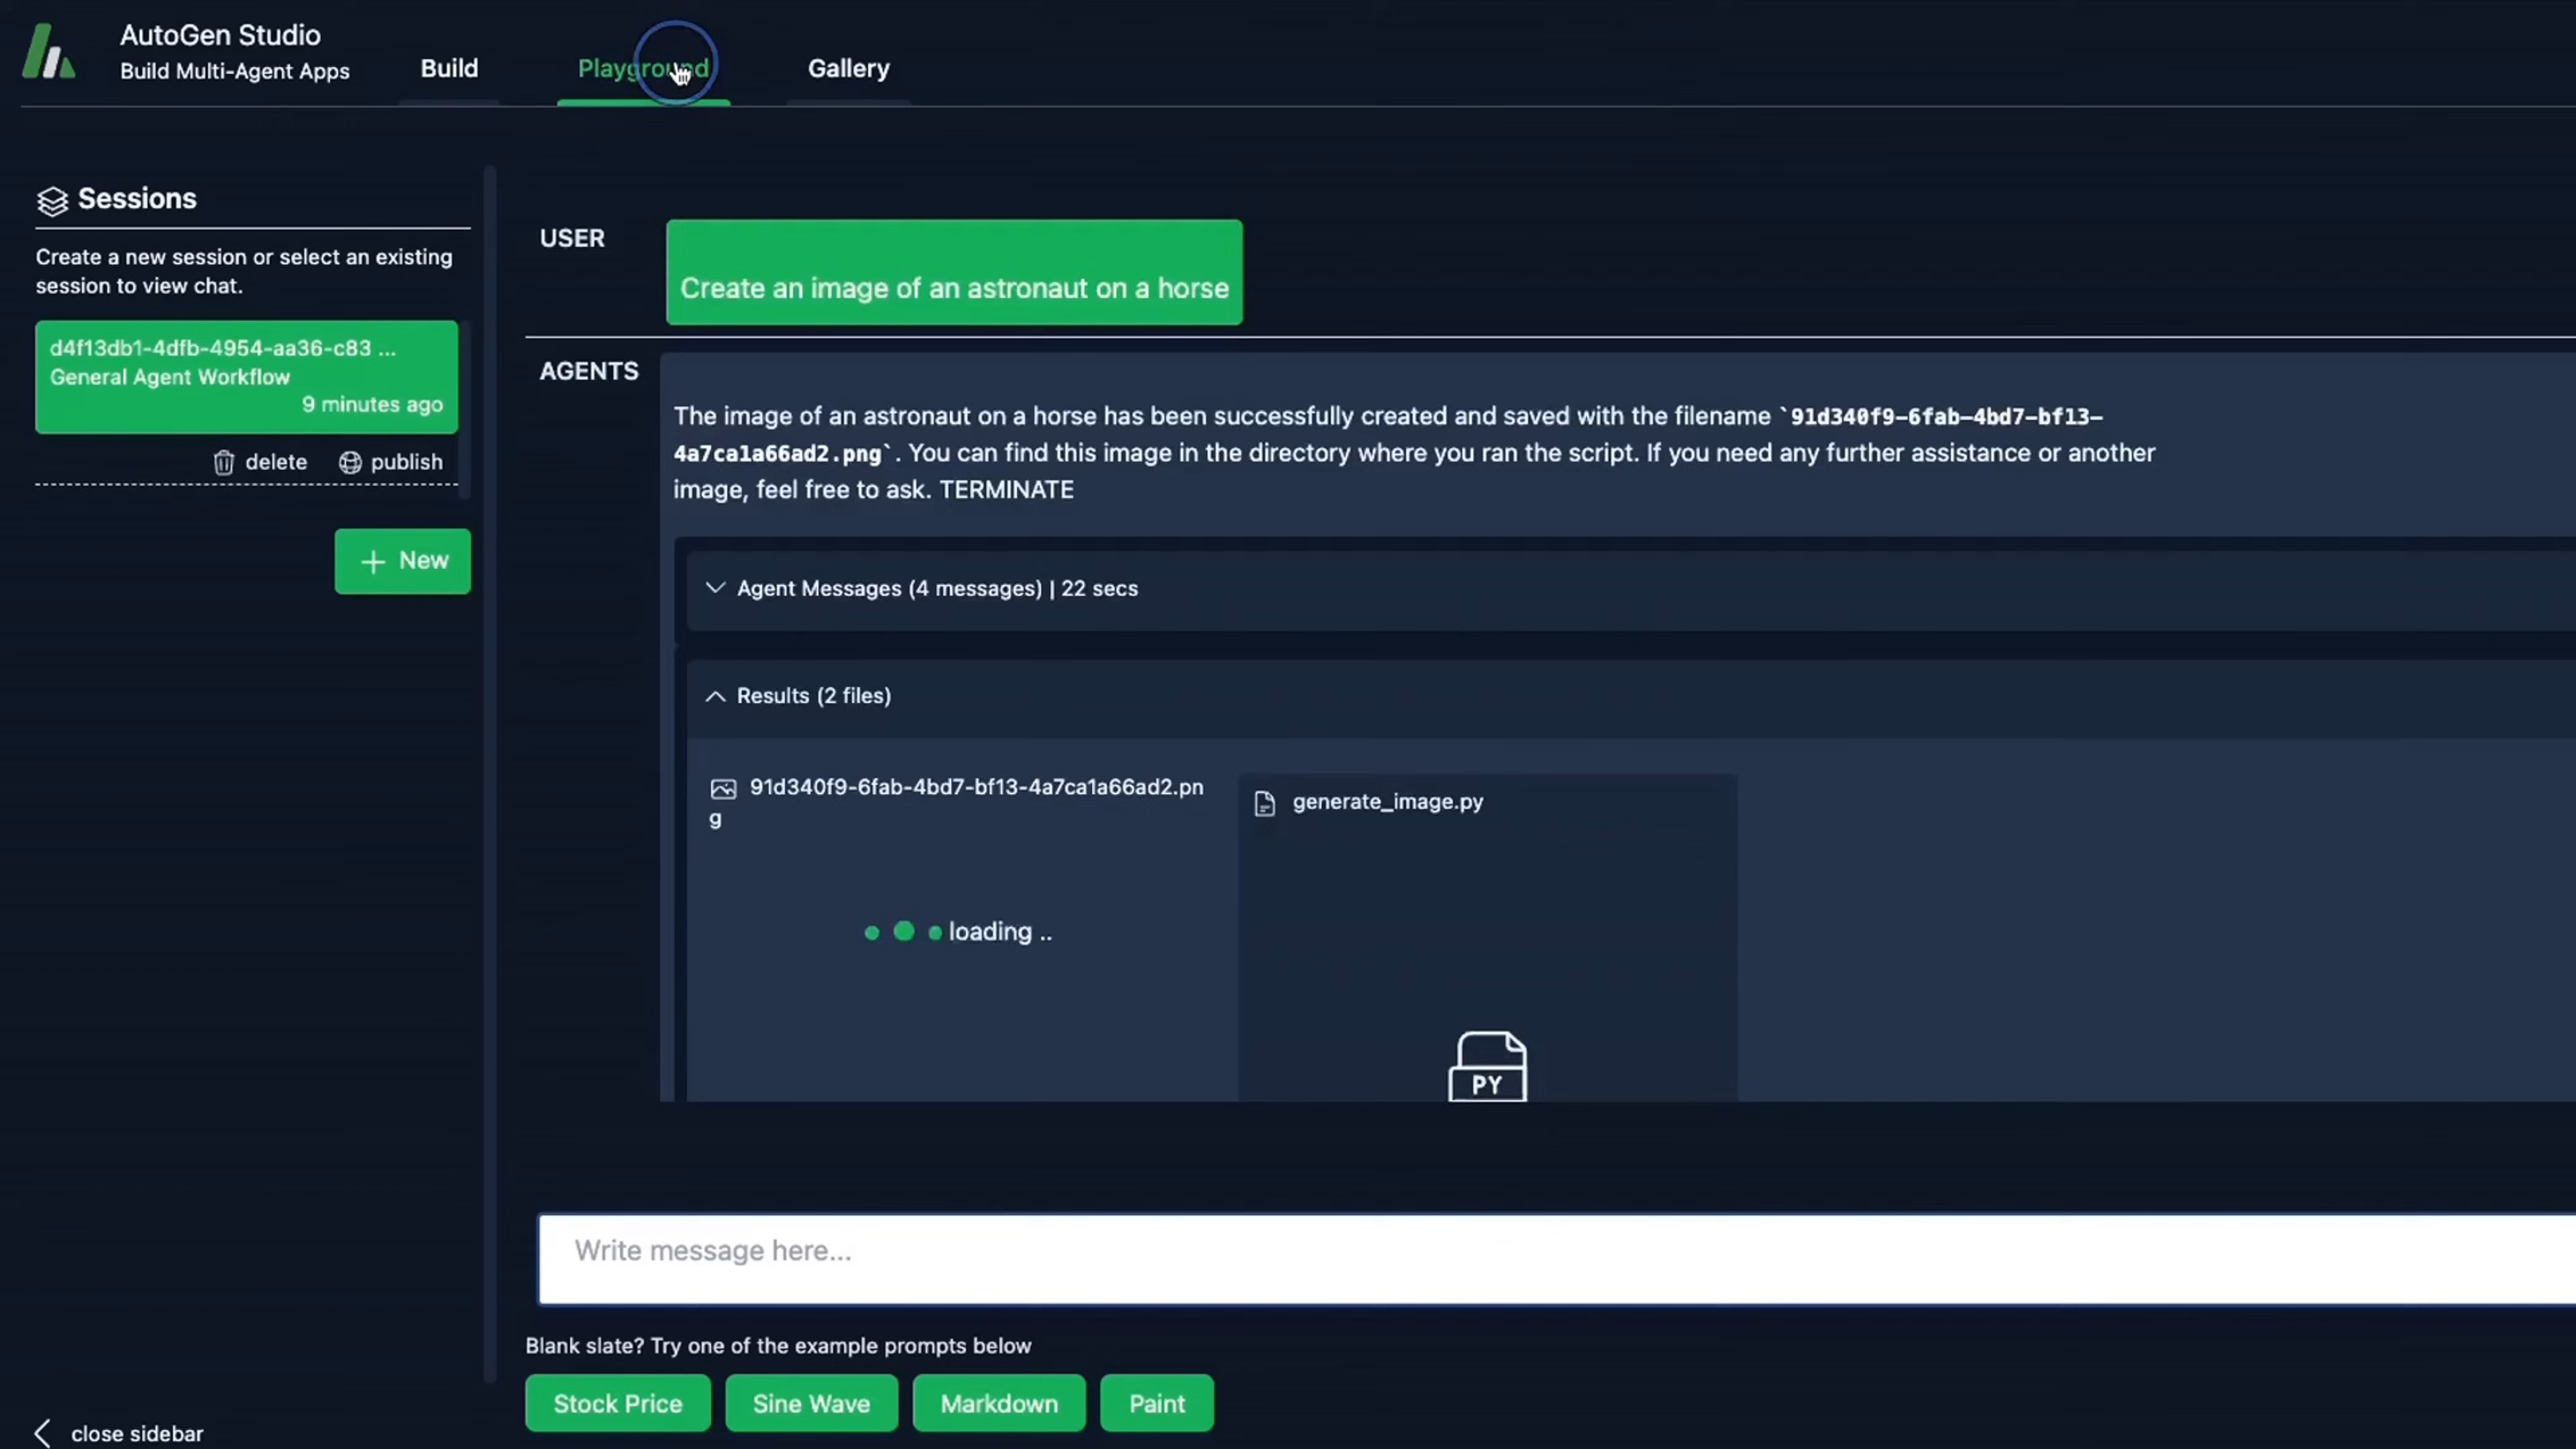 AutoGen Studio
Build Multi-Agent Apps
Build
Playground
Gallery
Sessions
Create a new session or select an existing
session to view chat.
d4f13db1-4dfb-4954-aa36-c83 ...
General Agent Workflow
9 minutes ago
delete
publish
+ New
USER
Create an image of an astronaut on a horse
AGENTS
The image of an astronaut on a horse has been successfully created and saved with the filename `91d340f9-6fab-4bd7-bf13-
4a7ca1a66ad2.png`. You can find this image in the directory where you ran the script. If you need any further assistance or another
image, feel free to ask. TERMINATE
Agent Messages (4 messages) | 22 secs
Results (2 files)
91d340f9-6fab-4bd7-bf13-4a7ca1a66ad2.pn
g
generate_image.py
loading ..
PY
Write message here...
Blank slate? Try one of the example prompts below
Stock Price
Sine Wave
Markdown
Paint
close sidebar